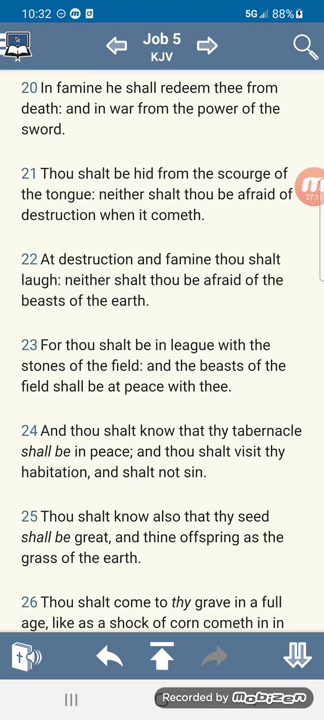 10:32
5G 88%
Job 5
KJV
20 In famine he shall redeem thee from
death: and in war from the power of the
sword.
21 Thou shalt be hid from the scourge of
the tongue: neither shalt thou be afraid of
destruction when it cometh.
27:11
22 At destruction and famine thou shalt
laugh: neither shalt thou be afraid of the
beasts of the earth.
23 For thou shalt be in league with the
stones of the field: and the beasts of the
field shall be at peace with thee.
24 And thou shalt know that thy tabernacle
shall be in peace; and thou shalt visit thy
habitation, and shalt not sin.
25 Thou shalt know also that thy seed
shall be great, and thine offspring as the
grass of the earth.
26 Thou shalt come to thy grave in a full
age, like as a shock of corn cometh in in
Recorded by mobizen